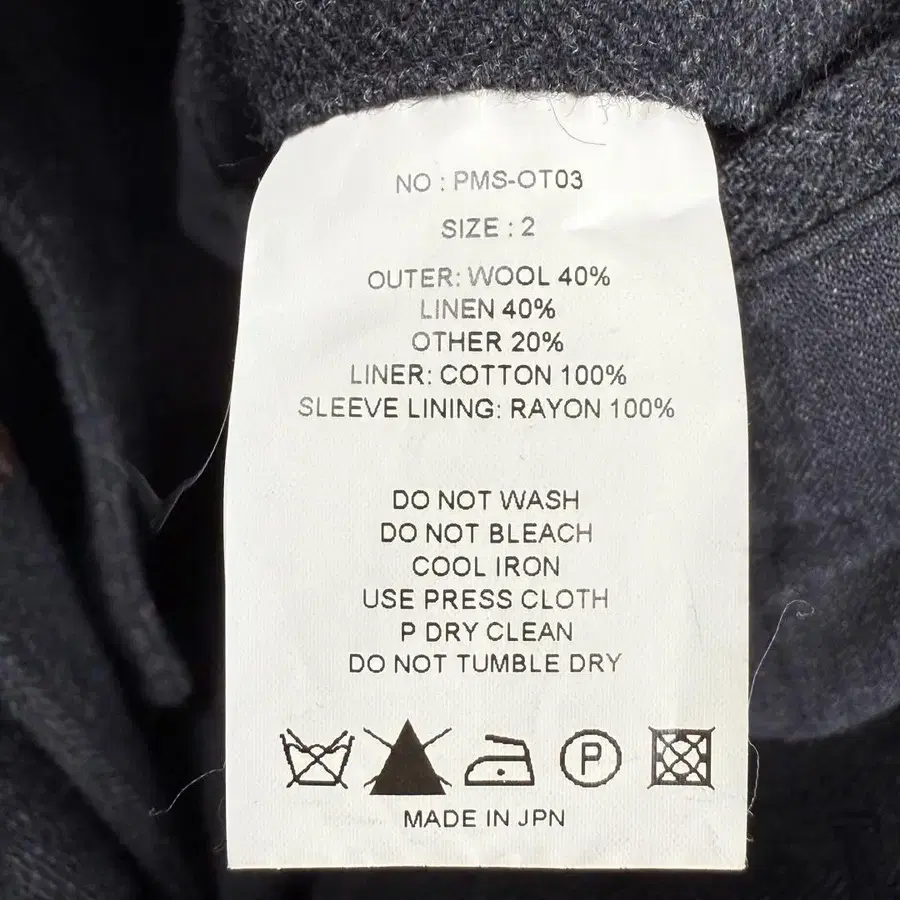 NO : PMS-OT03
SIZE : 2
OUTER: WOOL 40%
LINEN 40%
OTHER 20%
LINER: COTTON 100%
SLEEVE LINING: RAYON 100%
DO NOT WASH
DO NOT BLEACH
COOL IRON
USE PRESS CLOTH
P DRY CLEAN
DO NOT TUMBLE DRY
P
MADE IN JPN